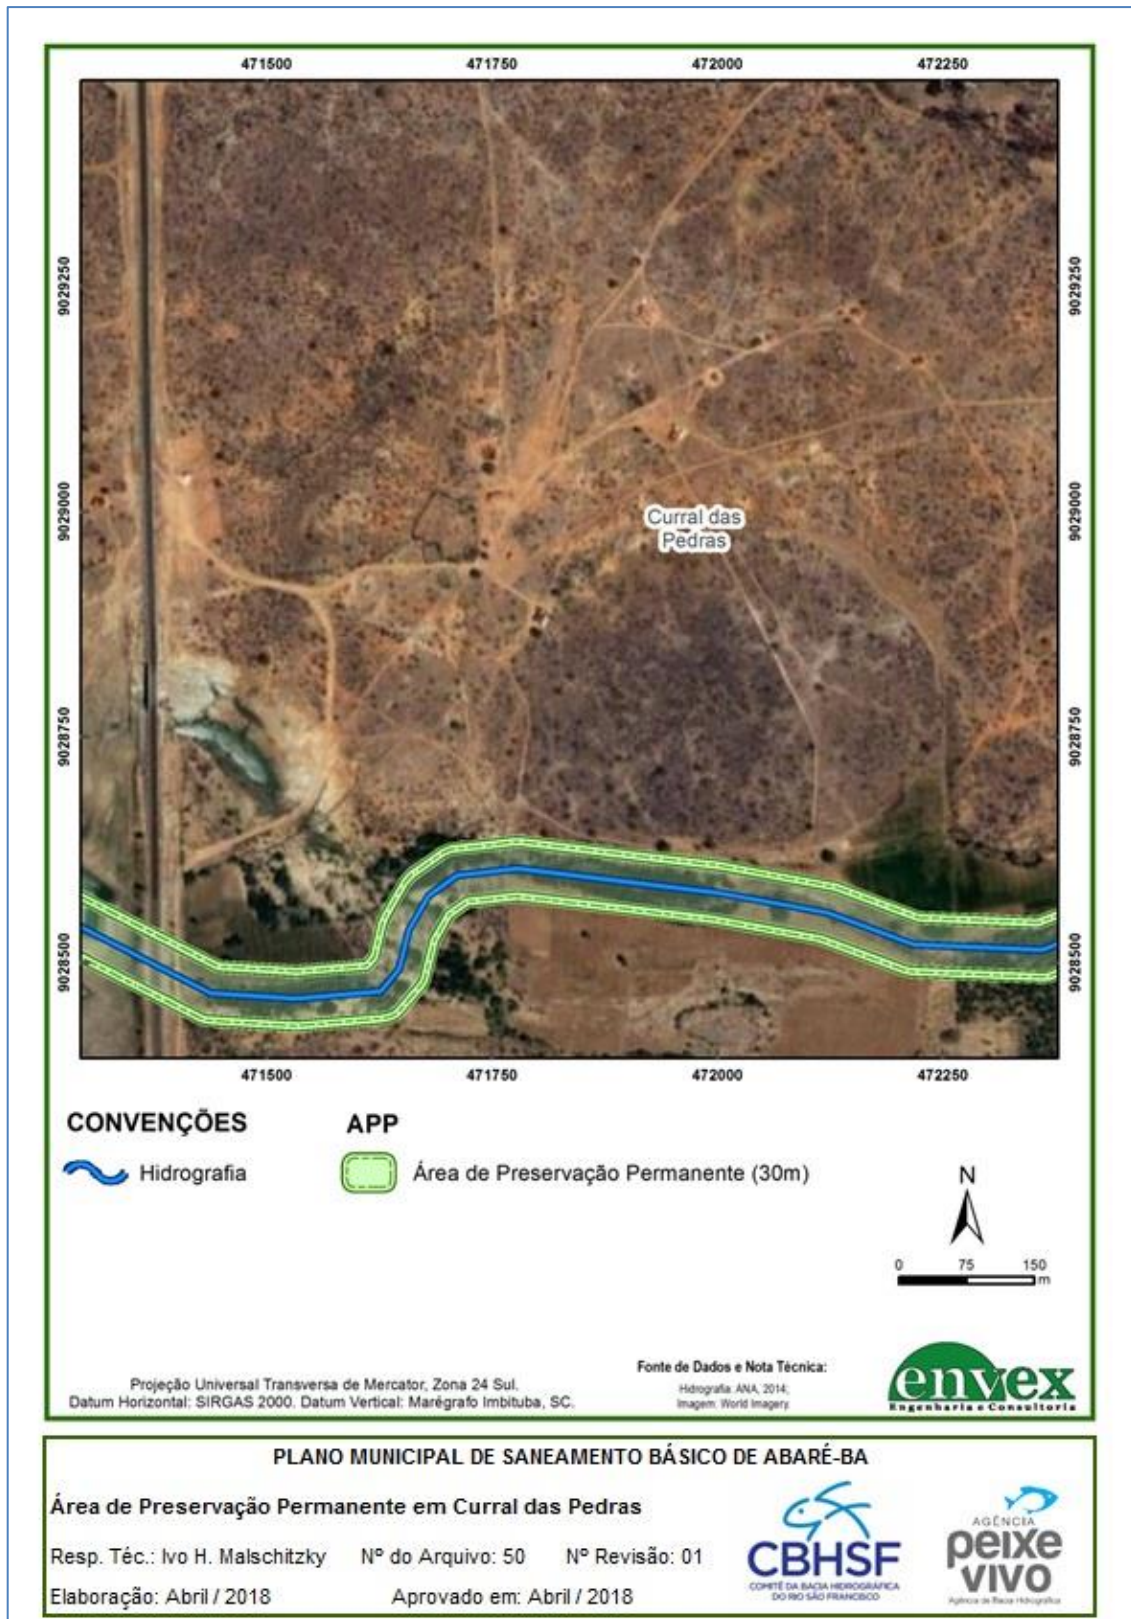 471500 471750 472000 472250
9029250 9029250
9029000 9029000
Curral das
Pedras
9028750 9028750
9028500 9028500
471500 471750 472000 472250
CONVENÇÕES APP
Hidrografia Área de Preservação Permanente (30m)
N
0 75 150
m
Fonte de Dados e Nota Técnica:
Projeção Universal Transversa de Mercator, Zona 24 Sul.
Hidrografia: ANA, 2014;
Datum Horizontal: SIRGAS 2000. Datum Vertical: Marégrafo Imbituba, SC.
Imagem: World Imagery.
envex
Engenharia e Consultoria
PLANO MUNICIPAL DE SANEAMENTO BÁSICO DE ABARÉ-BA
Área de Preservação Permanente em Curral das Pedras
Resp. Téc.: Ivo H. Malschitzky Nº do Arquivo: 50 Nº Revisão: 01
Elaboração: Abril / 2018 Aprovado em: Abril / 2018
CBHSF
COMITÊ DA BACIA HIDROGRÁFICA
DO RIO SÃO FRANCISCO
AGÊNCIA
peixe
vivo
Agência de Bacia Hidrográfica